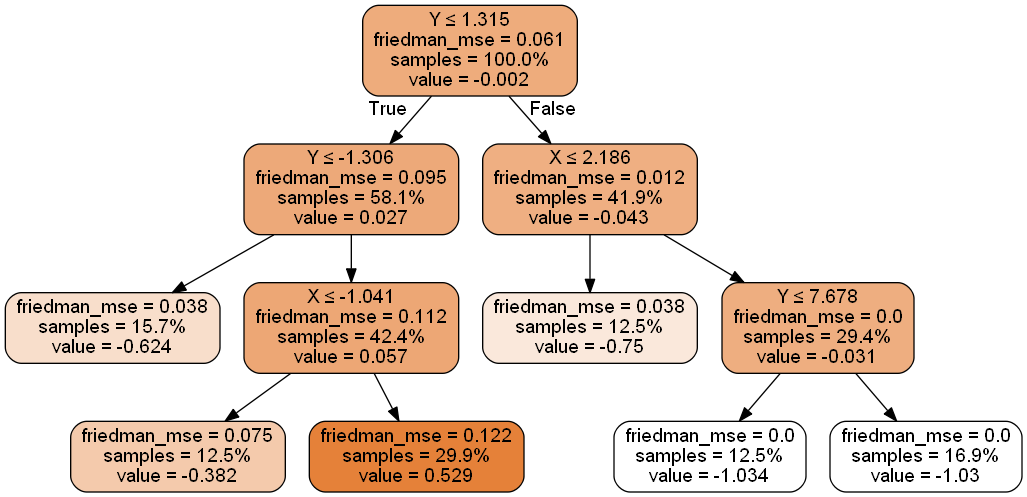 Y ≤ 1.315
friedman_mse = 0.061
samples = 100.0%
value = -0.002
True
False
Y ≤ -1.306
friedman_mse = 0.095
samples = 58.1%
value = 0.027
X ≤ 2.186
friedman_mse = 0.012
samples = 41.9%
value = -0.043
friedman_mse = 0.038
samples = 15.7%
value = -0.624
X ≤ -1.041
friedman_mse = 0.112
samples = 42.4%
value = 0.057
friedman_mse = 0.038
samples = 12.5%
value = -0.75
Y ≤ 7.678
friedman_mse = 0.0
samples = 29.4%
value = -0.031
friedman_mse = 0.075
samples = 12.5%
value = -0.382
friedman_mse = 0.122
samples = 29.9%
value = 0.529
friedman_mse = 0.0
samples = 12.5%
value = -1.034
friedman_mse = 0.0
samples = 16.9%
value = -1.03